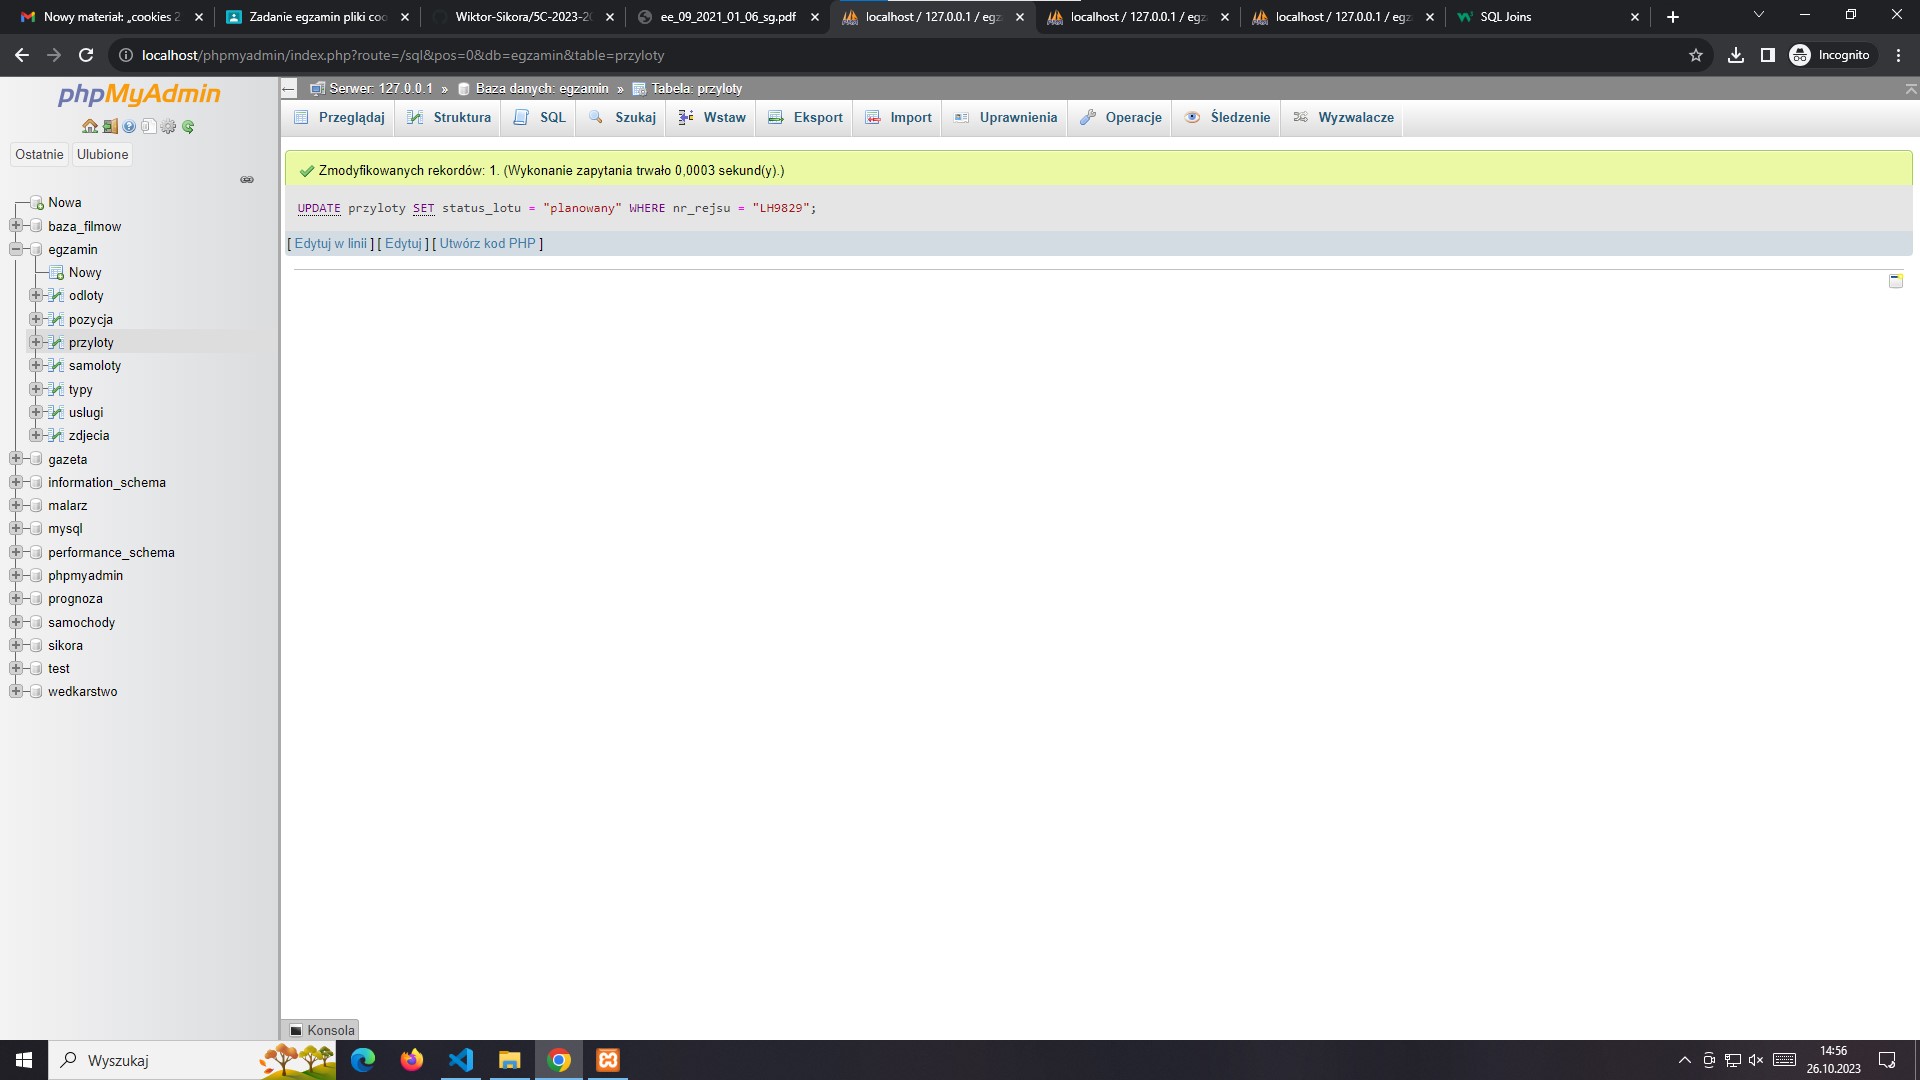 Nowy materiał: „cookies 2
Zadanie egzamin pliki coo
Wiktor-Sikora/5C-2023-20
ee_09_2021_01_06_sg.pdf
localhost / 127.0.0.1 / egz
localhost / 127.0.0.1 / egz
localhost / 127.0.0.1 / egz
SQL Joins
localhost/phpmyadmin/index.php?route=/sql&pos=0&db=egzamin&table=przyloty
Incognito
phpMyAdmin
Ostatnie
Ulubione
Nowa
baza_filmow
egzamin
Nowy
odloty
pozycja
przyloty
samoloty
typy
uslugi
zdjecia
gazeta
information_schema
malarz
mysql
performance_schema
phpmyadmin
prognoza
samochody
sikora
test
wedkarstwo
Serwer: 127.0.0.1 » Baza danych: egzamin » Tabela: przyloty
Przeglądaj
Struktura
SQL
Szukaj
Wstaw
Eksport
Import
Uprawnienia
Operacje
Śledzenie
Wyzwalacze
Zmodyfikowanych rekordów: 1. (Wykonanie zapytania trwało 0,0003 sekund(y).)
UPDATE przyloty SET status_lotu = "planowany" WHERE nr_rejsu = "LH9829";
[ Edytuj w linii ] [ Edytuj ] [ Utwórz kod PHP ]
Konsola
Wyszukaj
14:56
26.10.2023